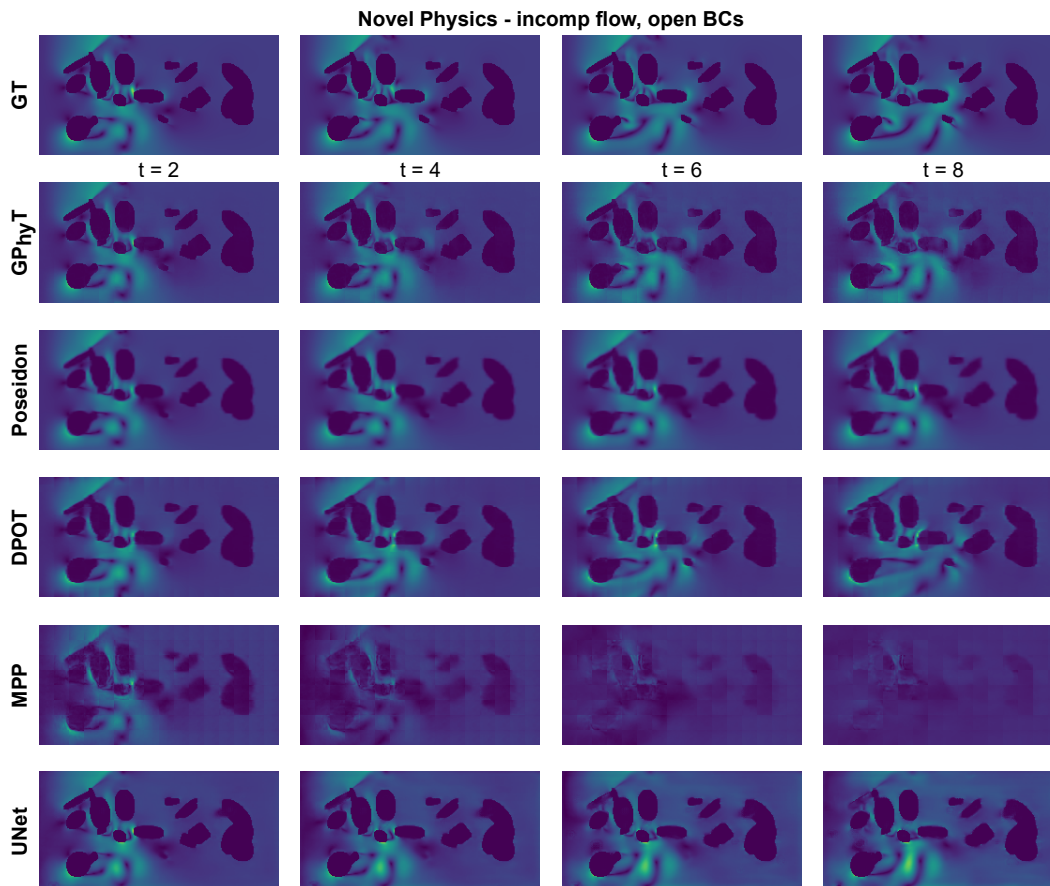 Novel Physics - incomp flow, open BCs
GT
t = 2
t = 4
t = 6
t = 8
GPhyT
Poseidon
DPOT
MPP
UNet